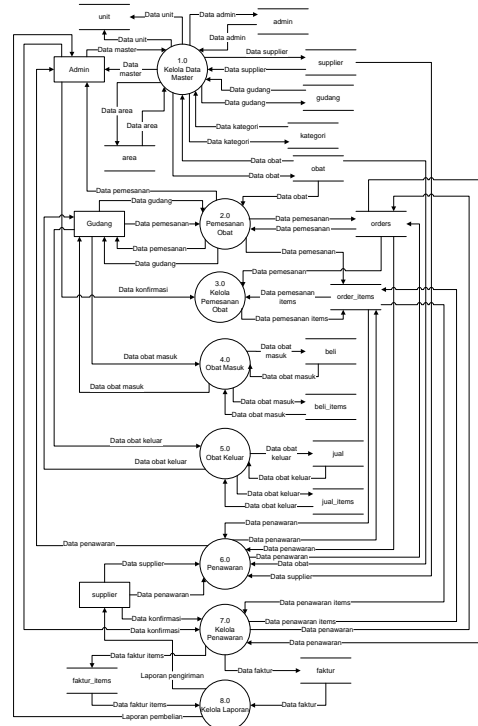 unit
Data unit
Data unit
Data admin
admin
Data admin
Data master
1.0
Kelola Data
Master
Data supplier
supplier
Admin
Data master
Data supplier
Data gudang
gudang
Data gudang
Data area
Data area
area
Data kategori
kategori
Data kategori
Data obat
obat
Data obat
Data pemesanan
Data gudang
Data obat
Gudang
Data pemesanan
2.0
Pemesanan
Obat
Data pemesanan
orders
Data pemesanan
Data pemesanan
Data gudang
Data pemesanan
Data pemesanan
Data konfirmasi
3.0
Kelola
Pemesanan
Obat
Data pemesanan
items
order_items
Data pemesanan items
Data obat masuk
4.0
Obat Masuk
Data obat
masuk
beli
Data obat masuk
Data obat masuk
Data obat masuk
beli_items
Data obat masuk
Data obat keluar
5.0
Obat Keluar
Data obat
keluar
jual
Data obat keluar
Data obat keluar
Data obat keluar
jual_items
Data obat
keluar
Data penawaran
Data penawaran
Data penawaran
Data penawaran
Data penawaran
Data supplier
6.0
Penawaran
Data obat
Data supplier
supplier
Data penawaran
Data penawaran items
Data konfirmasi
Data konfirmasi
7.0
Kelola
Penawaran
Data penawaran items
Data penawaran
Data penawaran
Data faktur items
Laporan pengiriman
Data faktur
faktur_items
faktur
Data faktur items
8.0
Kelola Laporan
Data faktur
Laporan pembelian